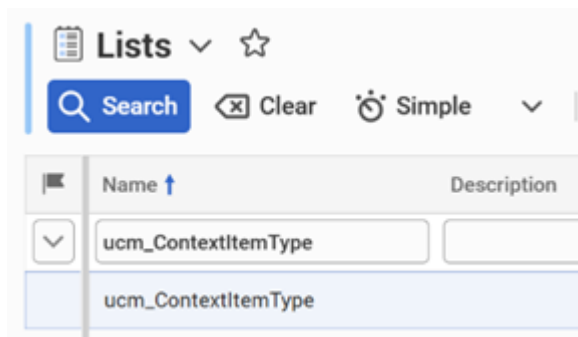 Lists
Search Clear Simple
Name Description
ucm_ContextItemType
ucm_ContextItemType